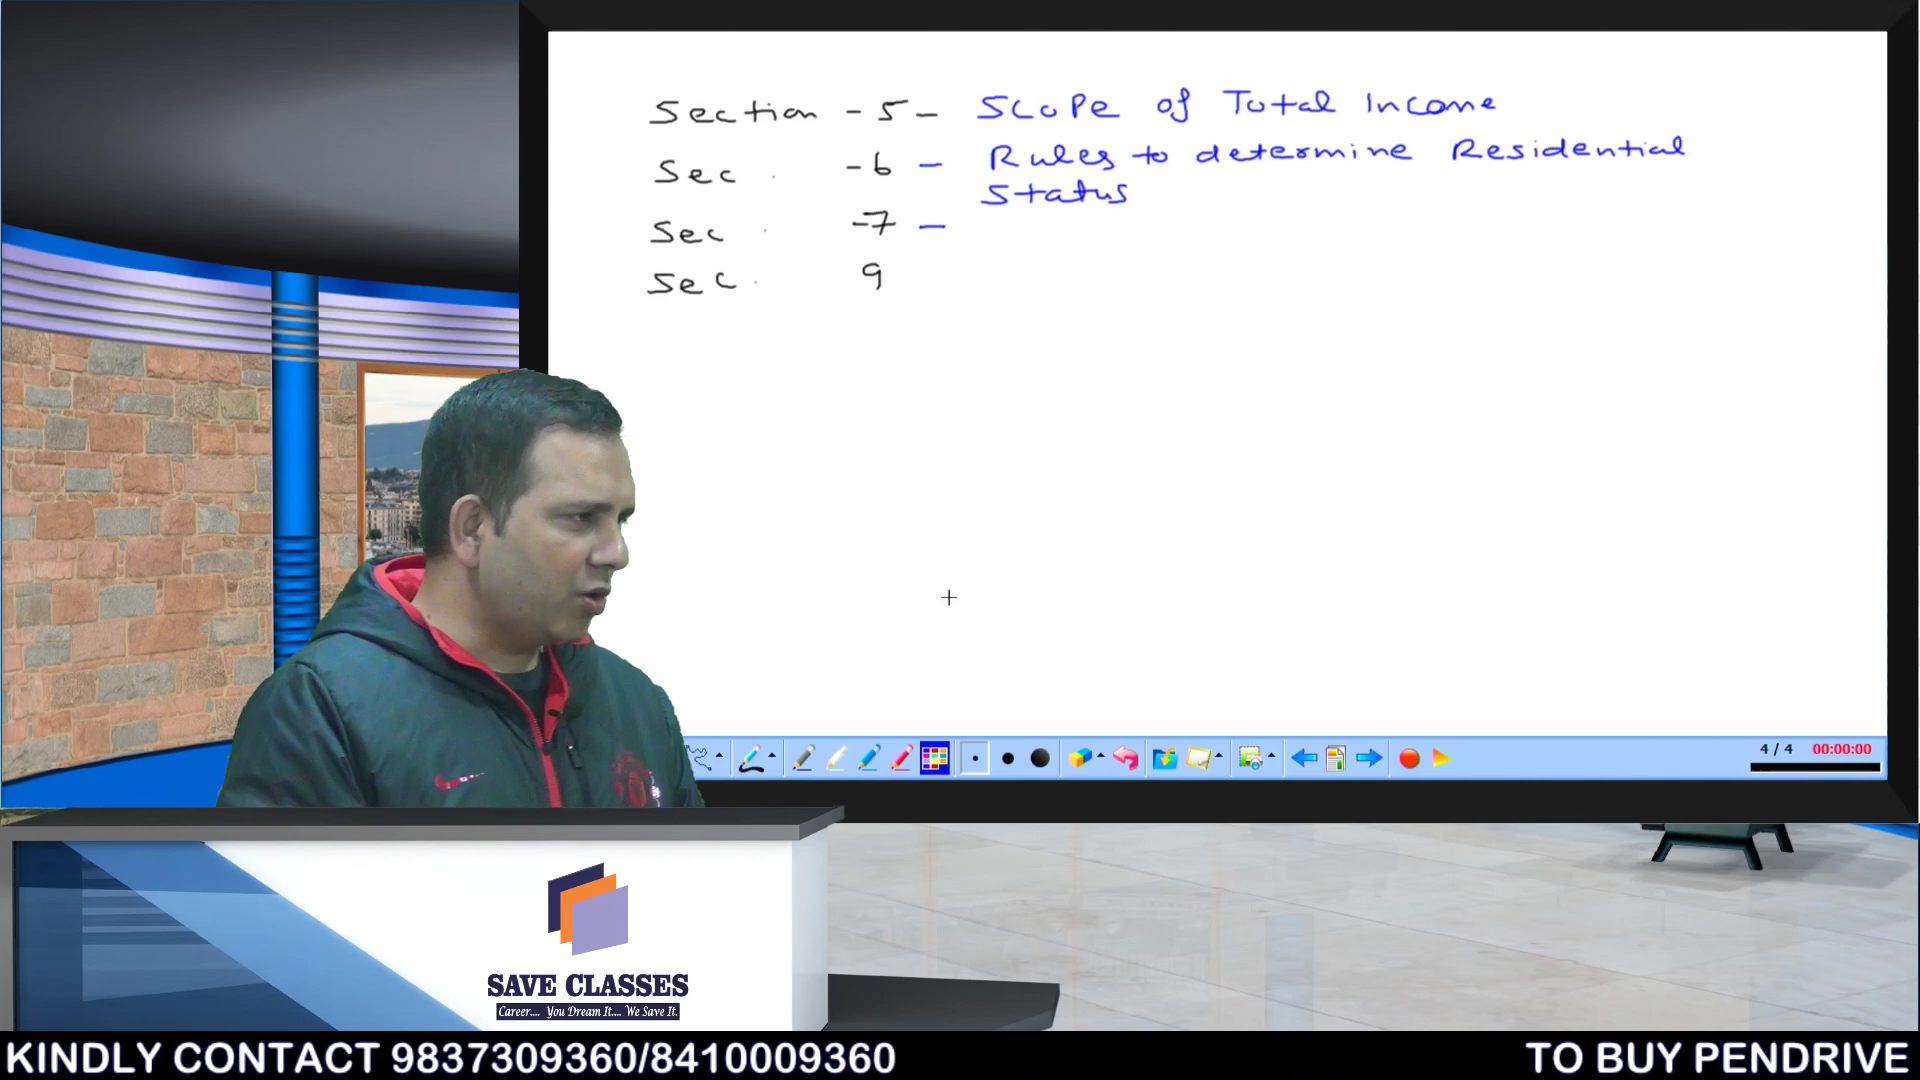 Section - 5 - Scope of Total Income
Sec - 6 - Rules to determine Residential
Status
Sec - 7 -
Sec 9
4 / 4 00:00:00
SAVE CLASSES
Career.... You Dream It.... We Save It.
KINDLY CONTACT 9837309360/8410009360 TO BUY PENDRIVE